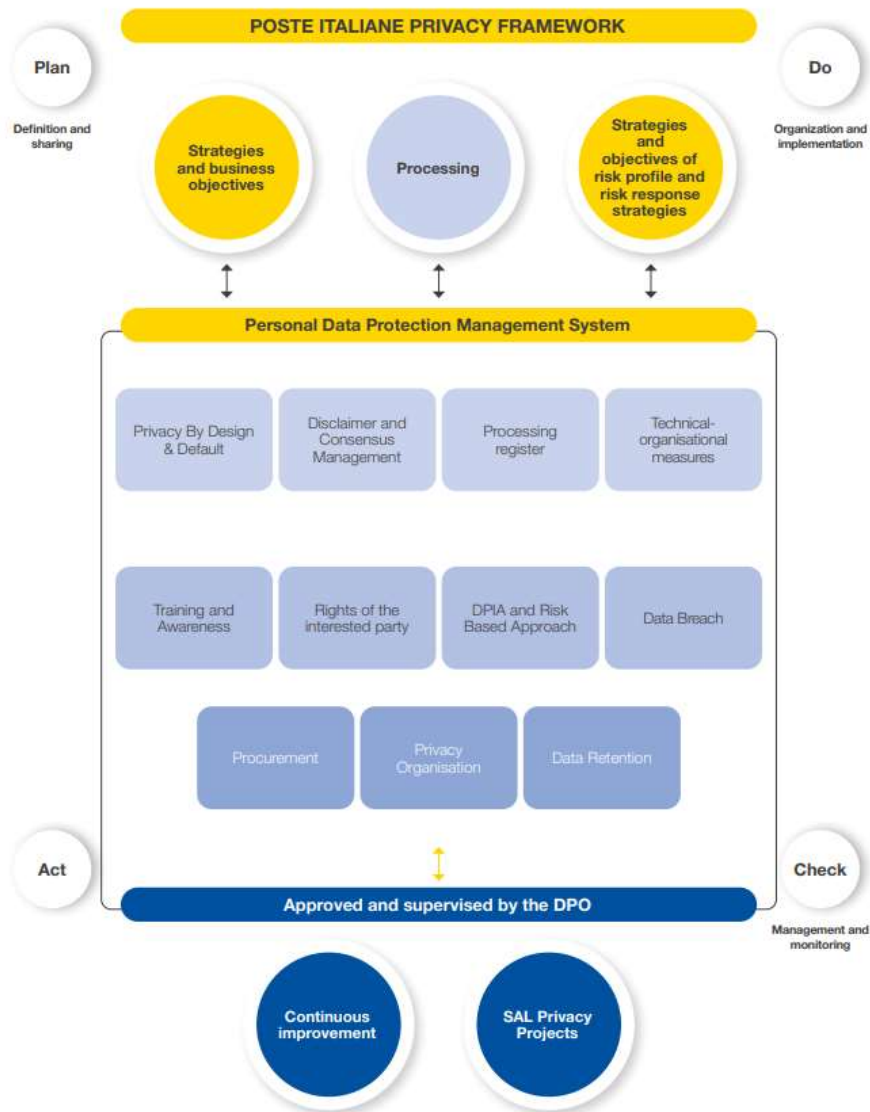 POSTE ITALIANE PRIVACY FRAMEWORK
Plan
Definition and
sharing
Do
Organization and
implementation
Strategies
and business
objectives
Processing
Strategies
and
objectives of
risk profile and
risk response
strategies
Personal Data Protection Management System
Privacy By Design
& Default
Disclaimer and
Consensus
Management
Processing
register
Technical-
organisational
measures
Training and
Awareness
Rights of the
interested party
DPIA and Risk
Based Approach
Data Breach
Procurement
Privacy
Organisation
Data Retention
Act
Check
Management and
monitoring
Approved and supervised by the DPO
Continuous
improvement
SAL Privacy
Projects